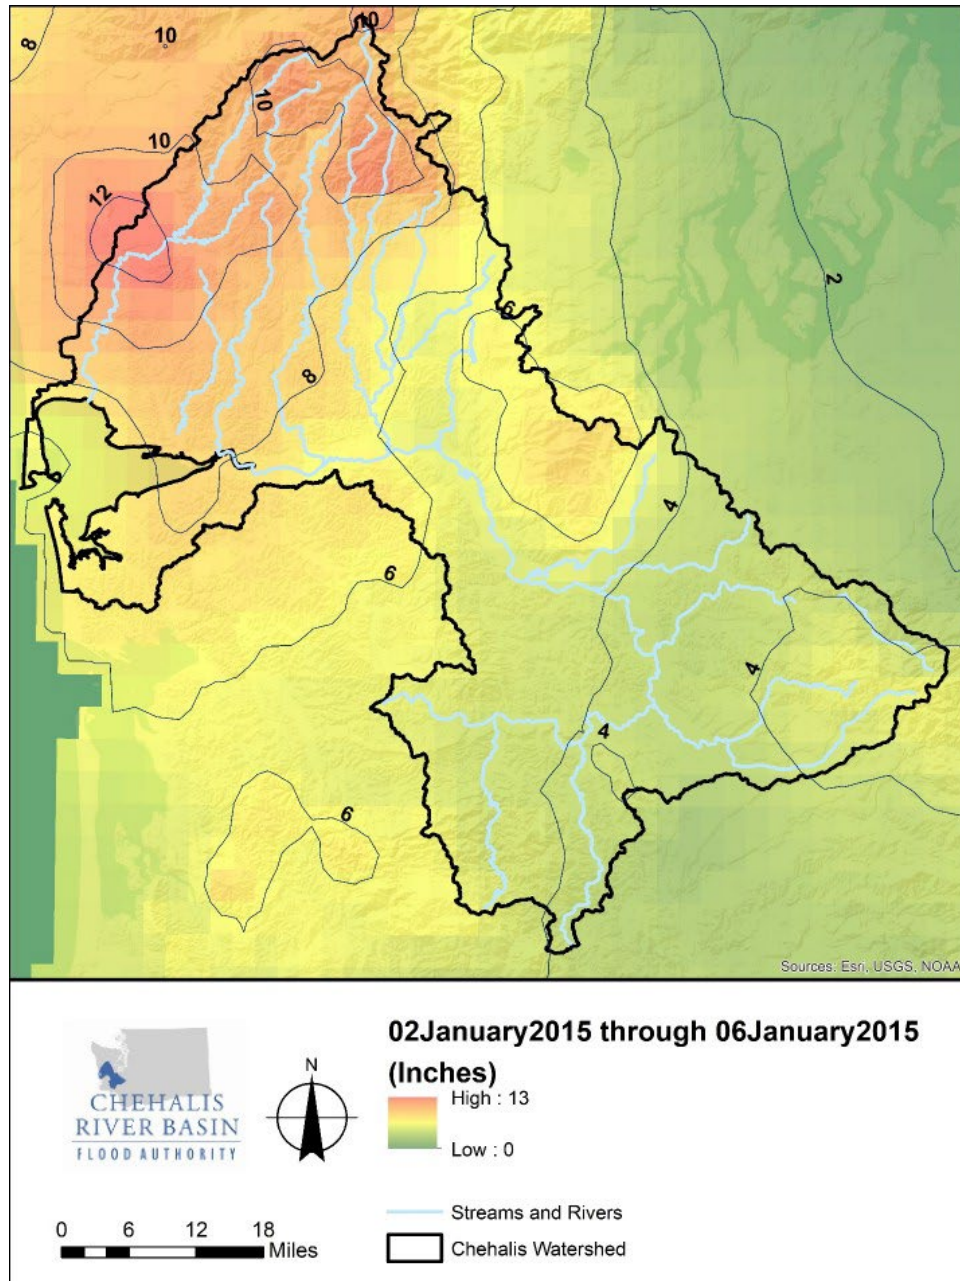 10
8
10
10
10
12
2
6
8
4
6
4
4
6
Sources: Esri, USGS, NOAA
02January2015 through 06January2015
(Inches)
High : 13
Low : 0
CHEHALIS
RIVER BASIN
FLOOD AUTHORITY
N
Streams and Rivers
Chehalis Watershed
0 6 12 18
Miles